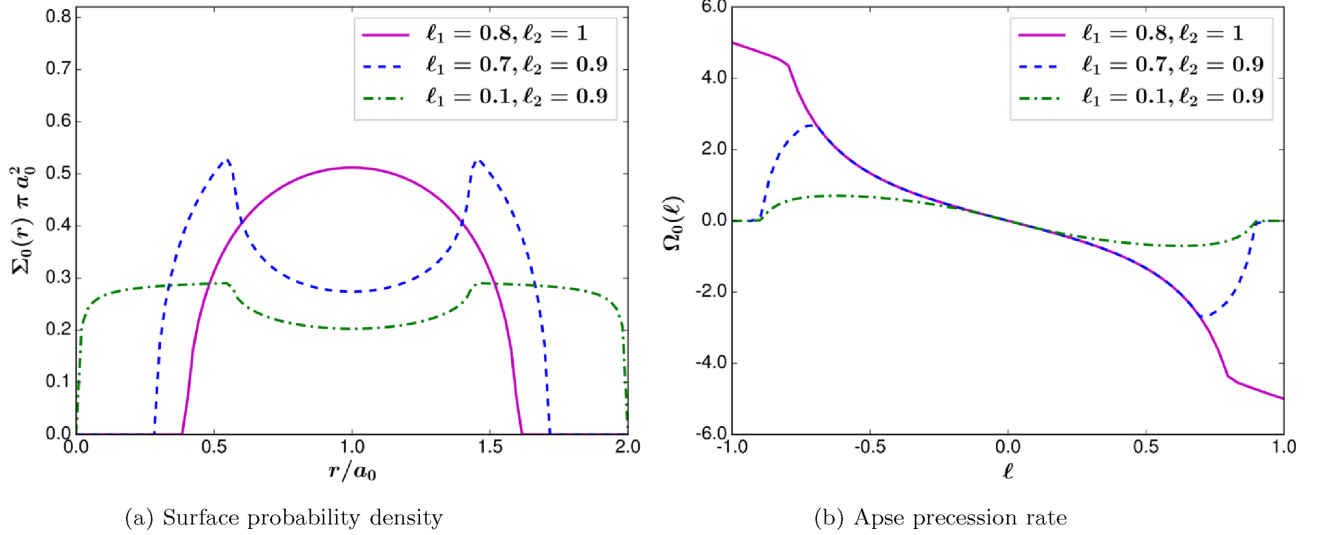 0.8
0.7
0.6
0.5
0.4
0.3
0.2
0.1
0.0
Σ₀(r) π a₀²
ℓ₁ = 0.8, ℓ₂ = 1
ℓ₁ = 0.7, ℓ₂ = 0.9
ℓ₁ = 0.1, ℓ₂ = 0.9
0.0 0.5 1.0 1.5 2.0
r/a₀
(a) Surface probability density
6.0
4.0
2.0
0.0
-2.0
-4.0
-6.0
Ω₀(ℓ)
ℓ₁ = 0.8, ℓ₂ = 1
ℓ₁ = 0.7, ℓ₂ = 0.9
ℓ₁ = 0.1, ℓ₂ = 0.9
-1.0 -0.5 0.0 0.5 1.0
ℓ
(b) Apse precession rate